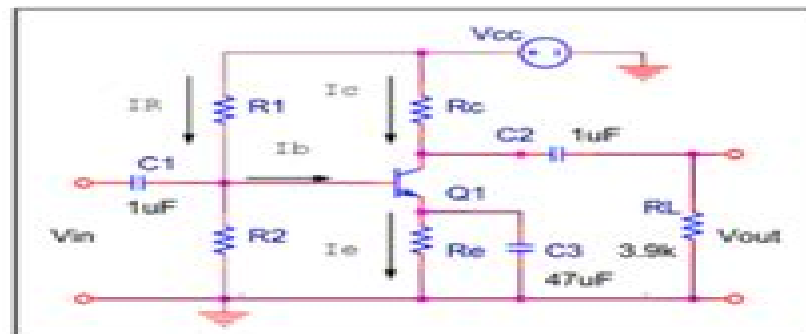 Vcc
IR
R1
Ic
Rc
C2
1uF
C1
Ib
1uF
Q1
RL
Vin
R2
Ie
Re
C3
3.9k
Vout
47uF